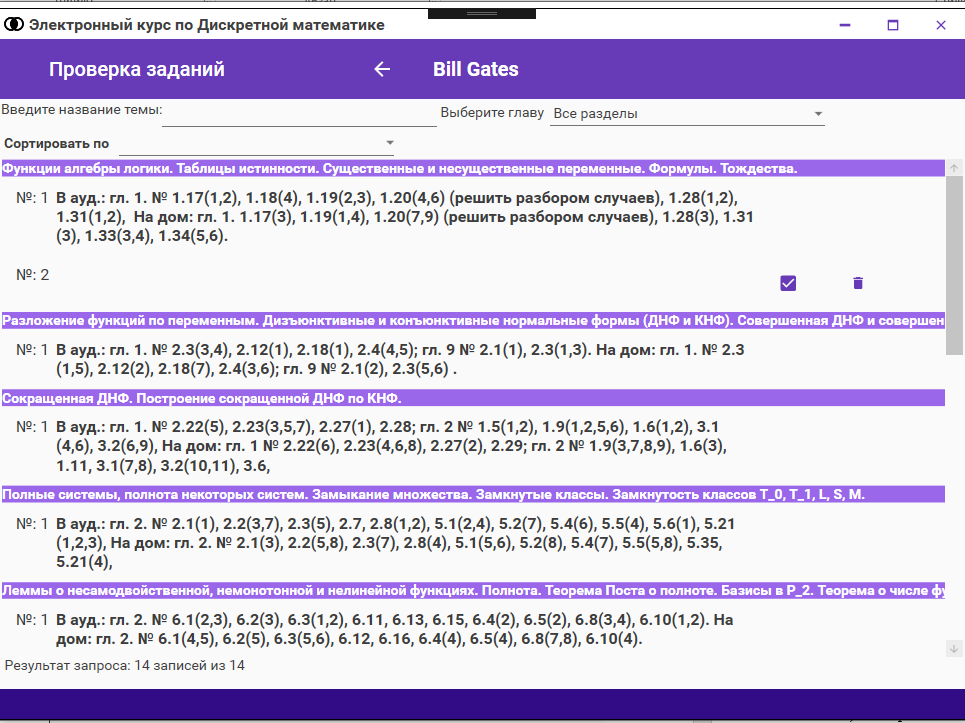 Электронный курс по Дискретной математике
Проверка заданий
Bill Gates
Введите название темы:
Выберите главу
Все разделы
Сортировать по
Функции алгебры логики. Таблицы истинности. Существенные и несущественные переменные. Формулы. Тождества.
№: 1 В ауд.: гл. 1. № 1.17(1,2), 1.18(4), 1.19(2,3), 1.20(4,6) (решить разбором случаев), 1.28(1,2),
1.31(1,2), На дом: гл. 1. 1.17(3), 1.19(1,4), 1.20(7,9) (решить разбором случаев), 1.28(3), 1.31
(3), 1.33(3,4), 1.34(5,6).
№: 2
Разложение функций по переменным. Дизъюнктивные и конъюнктивные нормальные формы (ДНФ и КНФ). Совершенная ДНФ и совершен
№: 1 В ауд.: гл. 1. № 2.3(3,4), 2.12(1), 2.18(1), 2.4(4,5); гл. 9 № 2.1(1), 2.3(1,3). На дом: гл. 1. № 2.3
(1,5), 2.12(2), 2.18(7), 2.4(3,6); гл. 9 № 2.1(2), 2.3(5,6) .
Сокращенная ДНФ. Построение сокращенной ДНФ по КНФ.
№: 1 В ауд.: гл. 1. № 2.22(5), 2.23(3,5,7), 2.27(1), 2.28; гл. 2 № 1.5(1,2), 1.9(1,2,5,6), 1.6(1,2), 3.1
(4,6), 3.2(6,9), На дом: гл. 1 № 2.22(6), 2.23(4,6,8), 2.27(2), 2.29; гл. 2 № 1.9(3,7,8,9), 1.6(3),
1.11, 3.1(7,8), 3.2(10,11), 3.6,
Полные системы, полнота некоторых систем. Замыкание множества. Замкнутые классы. Замкнутость классов T_0, T_1, L, S, M.
№: 1 В ауд.: гл. 2. № 2.1(1), 2.2(3,7), 2.3(5), 2.7, 2.8(1,2), 5.1(2,4), 5.2(7), 5.4(6), 5.5(4), 5.6(1), 5.21
(1,2,3), На дом: гл. 2. № 2.1(3), 2.2(5,8), 2.3(7), 2.8(4), 5.1(5,6), 5.2(8), 5.4(7), 5.5(5,8), 5.35,
5.21(4),
Леммы о несамодвойственной, немонотонной и нелинейной функциях. Полнота. Теорема Поста о полноте. Базисы в P_2. Теорема о числе фу
№: 1 В ауд.: гл. 2. № 6.1(2,3), 6.2(3), 6.3(1,2), 6.11, 6.13, 6.15, 6.4(2), 6.5(2), 6.8(3,4), 6.10(1,2). На
дом: гл. 2. № 6.1(4,5), 6.2(5), 6.3(5,6), 6.12, 6.16, 6.4(4), 6.5(4), 6.8(7,8), 6.10(4).
Результат запроса: 14 записей из 14